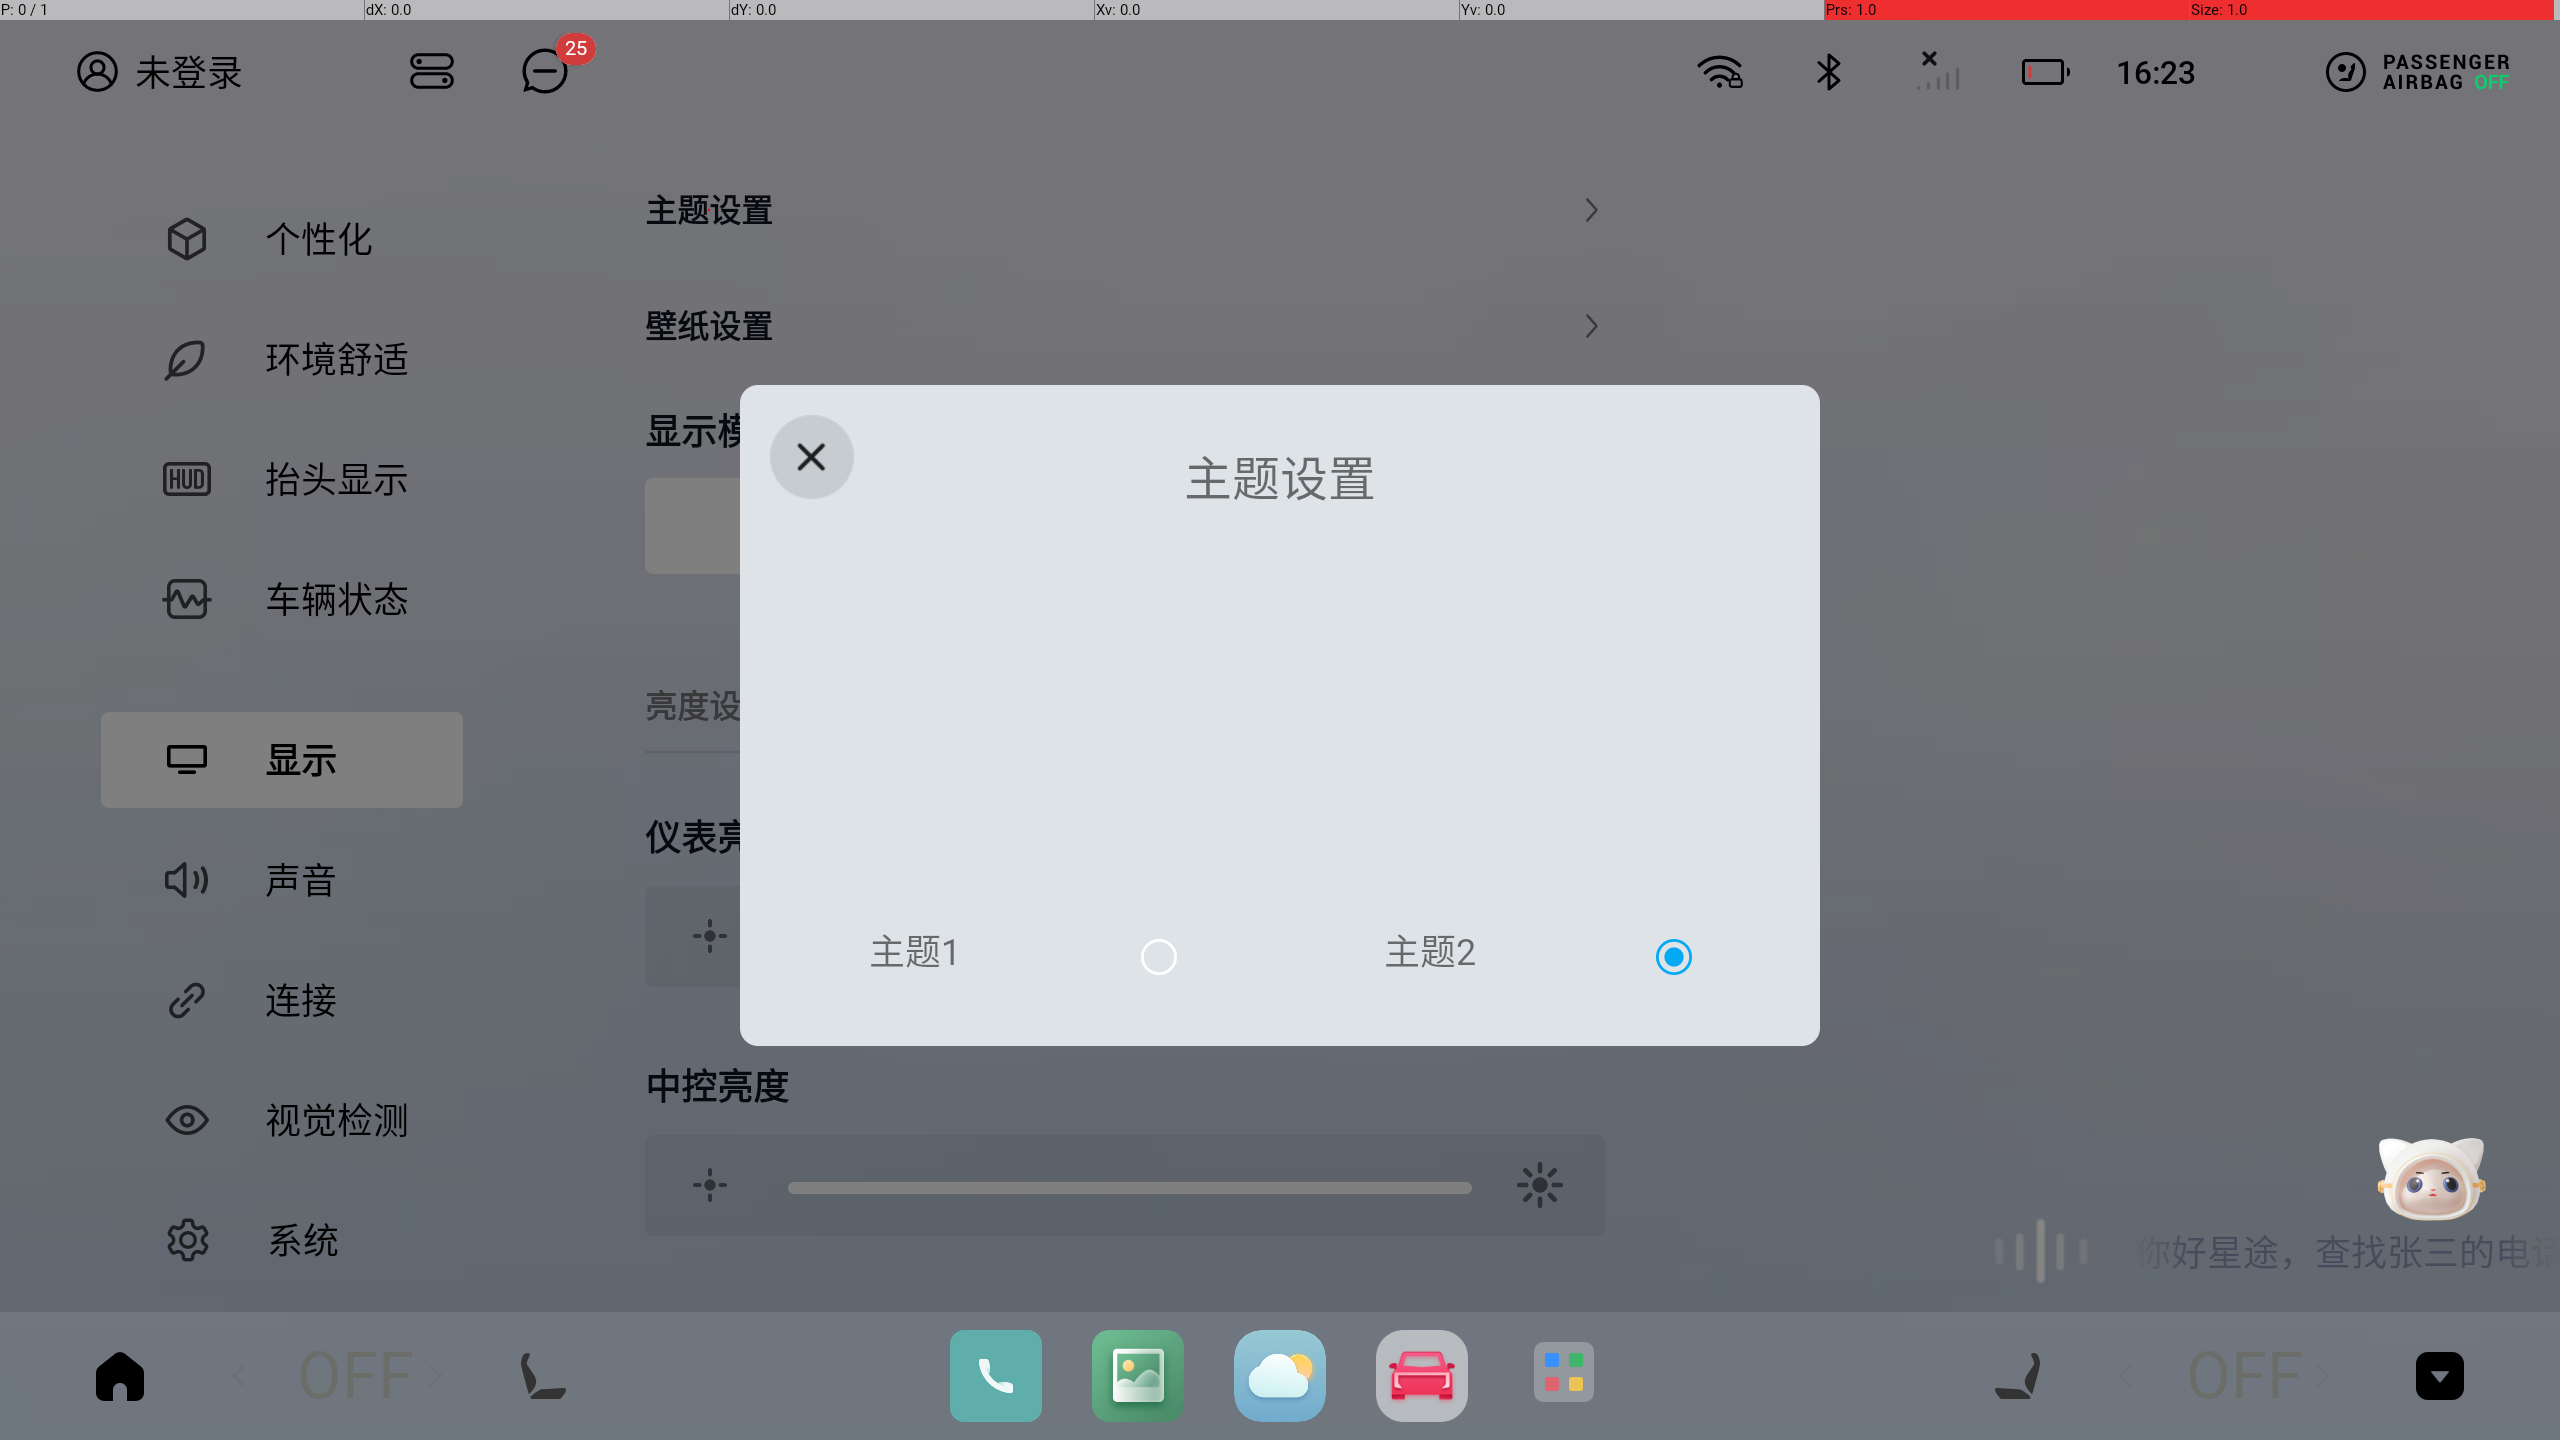 P: 0 / 1 dX: 0.0 dY: 0.0 Xv: 0.0 Yv: 0.0 Prs: 1.0 Size: 1.0
未登录 25 16:23 PASSENGER
AIRBAG OFF
主题设置
个性化
壁纸设置
环境舒适
显示模
主题设置
抬头显示
HUD
车辆状态
亮度设
显示
仪表亮
声音
主题1 主题2
连接
中控亮度
视觉检测
系统
你好星途，查找张三的电话
OFF OFF